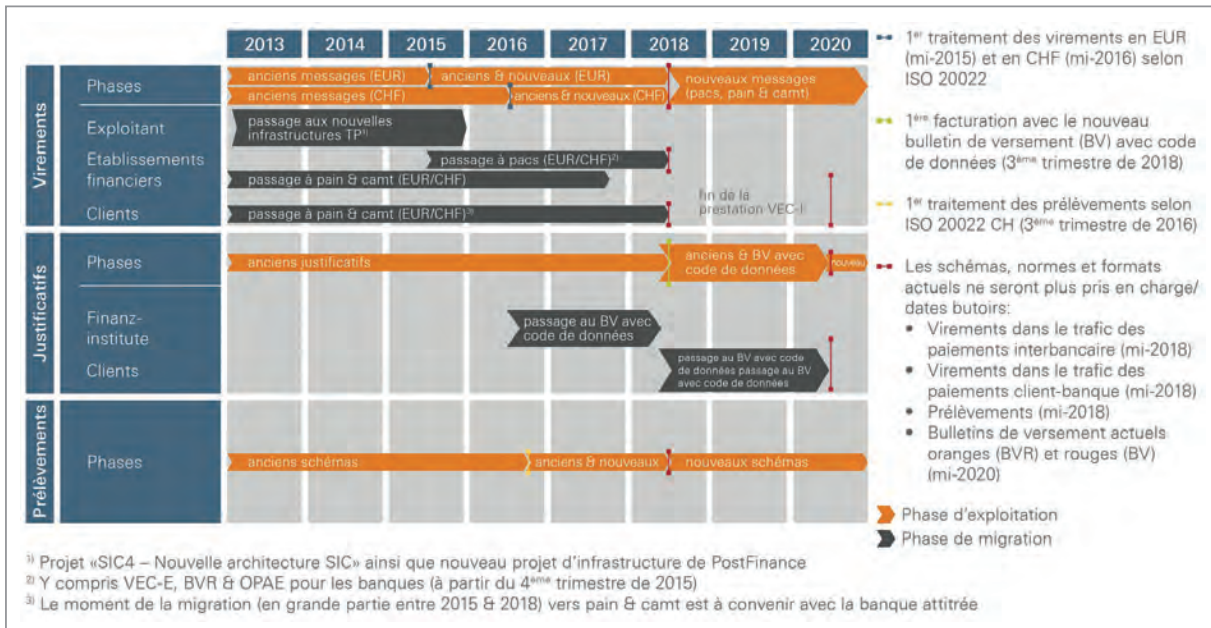 2013 2014 2015 2016 2017 2018 2019 2020
Virements
Phases
anciens messages (EUR)
anciens & nouveaux (EUR)
nouveaux messages
(pacs, pain & camt)
anciens messages (CHF)
anciens & nouveaux (CHF)
Exploitant
passage aux nouvelles
infrastructures TP¹⁾
Etablissements
financiers
passage à pacs (EUR/CHF)²⁾
passage à pain & camt (EUR/CHF)
Clients
passage à pain & camt (EUR/CHF)³⁾
fin de la
prestation VEC-I
Justificatifs
Phases
anciens justificatifs
anciens & BV avec
code de données
nouveau
Finanz-
institute
passage au BV avec
code de données
Clients
passage au BV avec code
de données passage au BV
avec code de données
Prélèvements
Phases
anciens schémas
anciens & nouveaux
nouveaux schémas
1er traitement des virements en EUR
(mi-2015) et en CHF (mi-2016) selon
ISO 20022
1ère facturation avec le nouveau
bulletin de versement (BV) avec code
de données (3ème trimestre de 2018)
1er traitement des prélèvements selon
ISO 20022 CH (3ème trimestre de 2016)
Les schémas, normes et formats
actuels ne seront plus pris en charge/
dates butoirs:
• Virements dans le trafic des
paiements interbancaire (mi-2018)
• Virements dans le trafic des
paiements client-banque (mi-2018)
• Prélèvements (mi-2018)
• Bulletins de versement actuels
oranges (BVR) et rouges (BV)
(mi-2020)
Phase d'exploitation
Phase de migration
¹⁾ Projet «SIC4 – Nouvelle architecture SIC» ainsi que nouveau projet d'infrastructure de PostFinance
²⁾ Y compris VEC-E, BVR & OPAE pour les banques (à partir du 4ème trimestre de 2015)
³⁾ Le moment de la migration (en grande partie entre 2015 & 2018) vers pain & camt est à convenir avec la banque attitrée